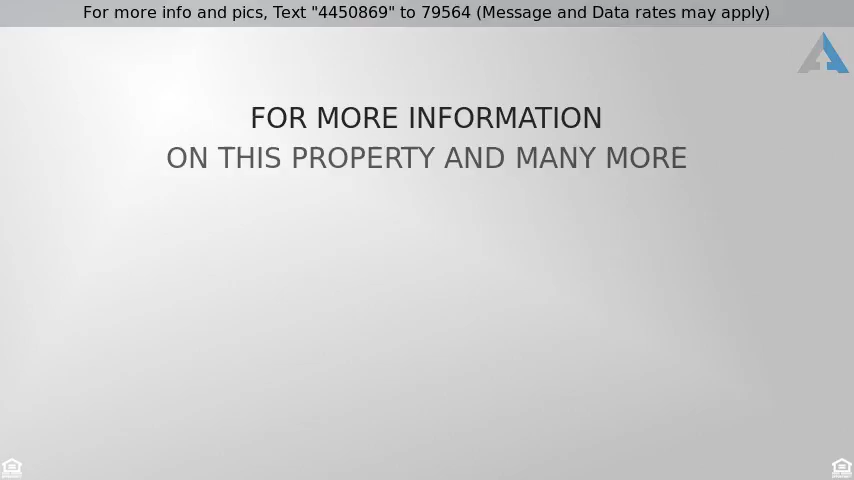 For more info and pics, Text "4450869" to 79564 (Message and Data rates may apply)
FOR MORE INFORMATION
ON THIS PROPERTY AND MANY MORE